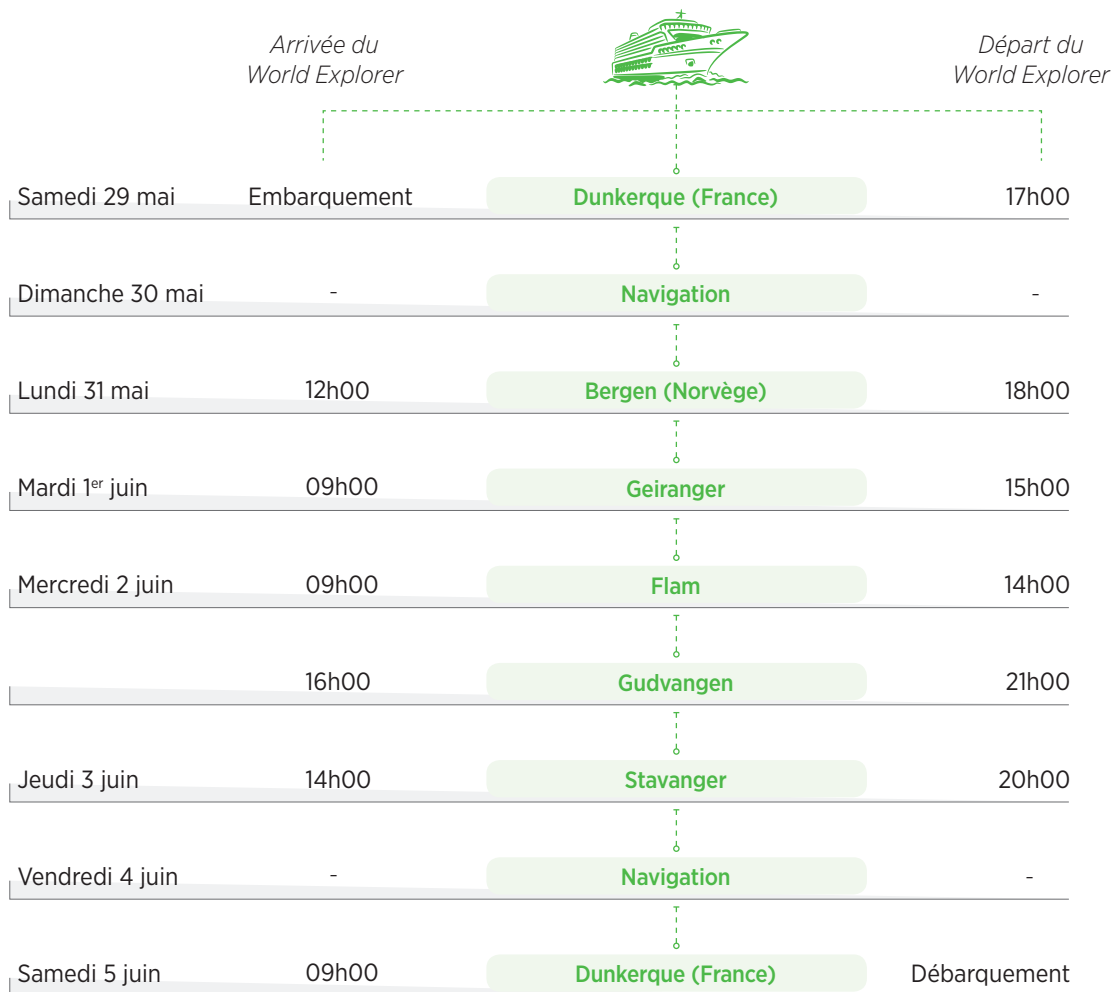 Arrivée du
World Explorer
Départ du
World Explorer
Samedi 29 mai Embarquement Dunkerque (France) 17h00
Dimanche 30 mai - Navigation -
Lundi 31 mai 12h00 Bergen (Norvège) 18h00
Mardi 1er juin 09h00 Geiranger 15h00
Mercredi 2 juin 09h00 Flam 14h00
16h00 Gudvangen 21h00
Jeudi 3 juin 14h00 Stavanger 20h00
Vendredi 4 juin - Navigation -
Samedi 5 juin 09h00 Dunkerque (France) Débarquement